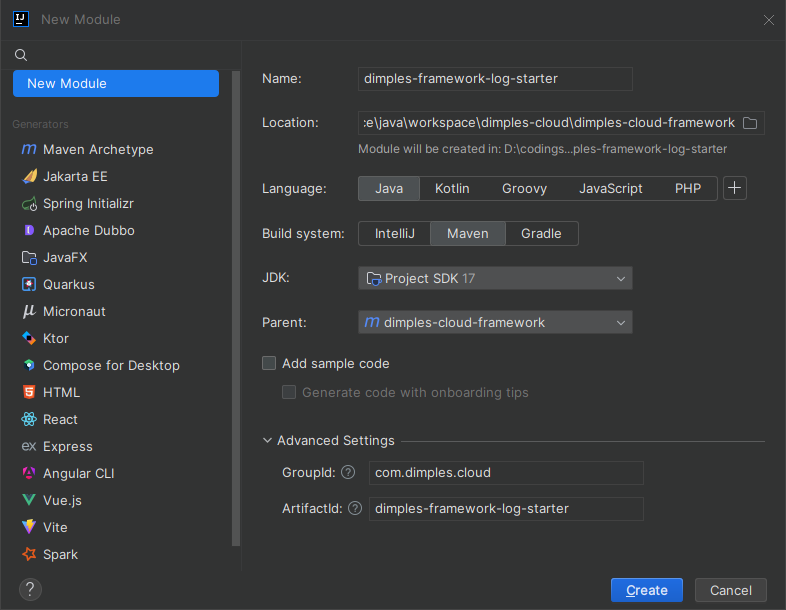 New Module
New Module
Generators
Maven Archetype
Jakarta EE
Spring Initializr
Apache Dubbo
JavaFX
Quarkus
Micronaut
Ktor
Compose for Desktop
HTML
React
Express
Angular CLI
Vue.js
Vite
Spark
Name: dimples-framework-log-starter
Location: :e\java\workspace\dimples-cloud\dimples-cloud-framework
Module will be created in: D:\codings...ples-framework-log-starter
Language: Java Kotlin Groovy JavaScript PHP +
Build system: IntelliJ Maven Gradle
JDK: Project SDK 17
Parent: m dimples-cloud-framework
Add sample code
Generate code with onboarding tips
Advanced Settings
GroupId: ? com.dimples.cloud
ArtifactId: ? dimples-framework-log-starter
? Create Cancel